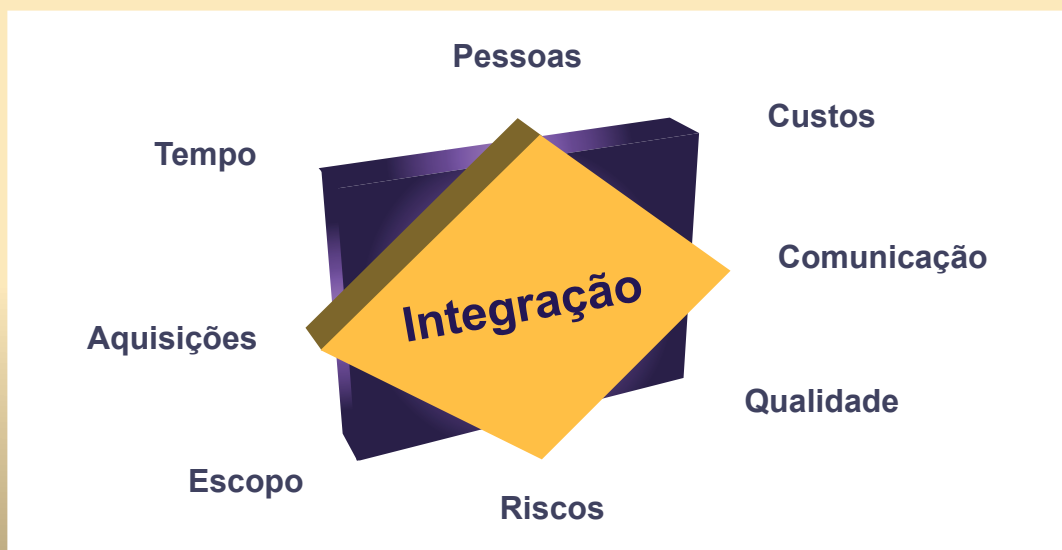 Pessoas
Custos
Tempo
Comunicação
Integração
Aquisições
Qualidade
Escopo
Riscos